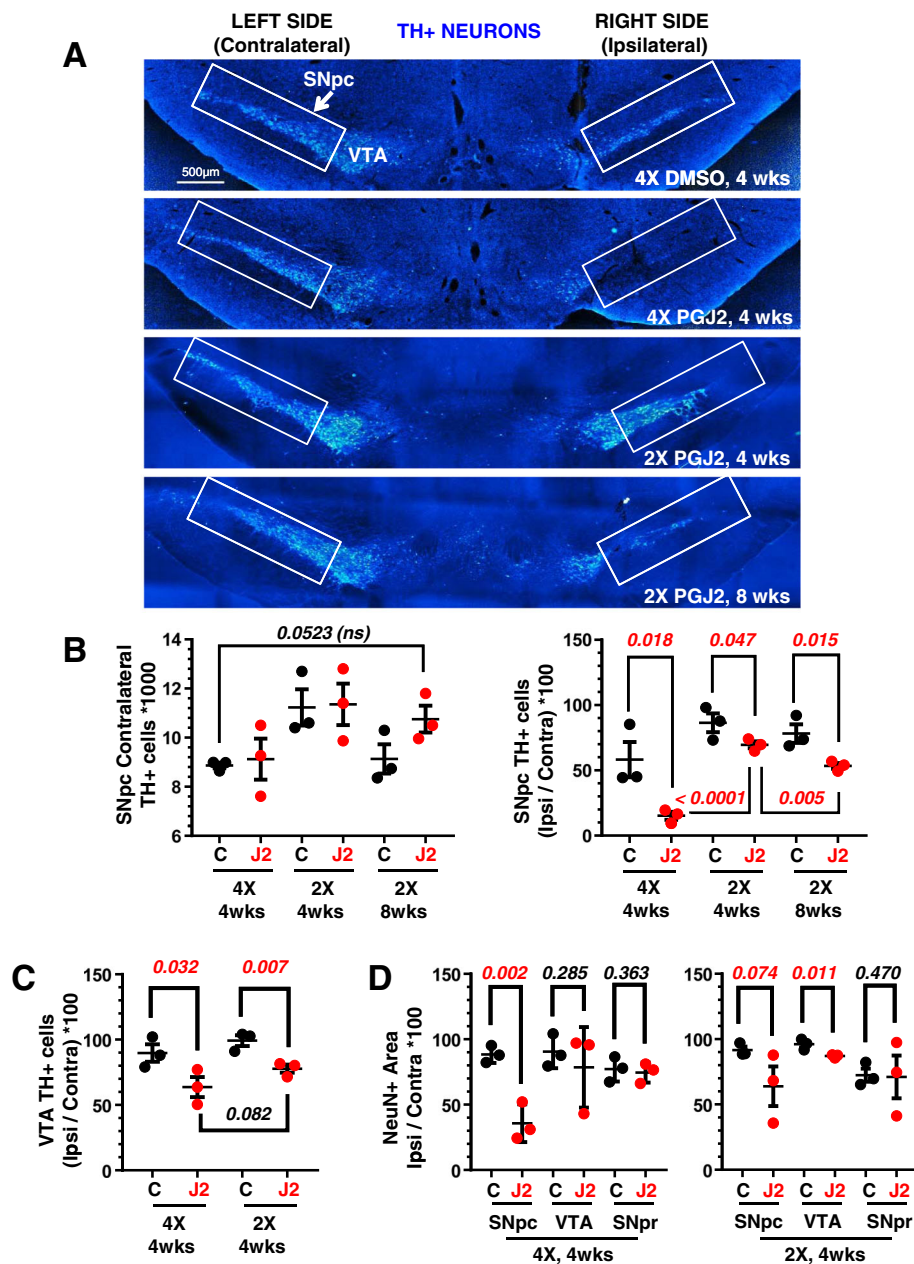 LEFT SIDE
(Contralateral)
TH+ NEURONS
RIGHT SIDE
(Ipsilateral)
A
SNpc
VTA
500μm
4X DMSO, 4 wks
4X PGJ2, 4 wks
2X PGJ2, 4 wks
2X PGJ2, 8 wks
B
SNpc Contralateral
TH+ cells *1000
14
12
10
8
6
0.0523 (ns)
C J2 C J2 C J2
4X 2X 2X
4wks 4wks 8wks
SNpc TH+ cells
(Ipsi / Contra) *100
150
100
50
0
0.018 0.047 0.015
< 0.0001 0.005
C J2 C J2 C J2
4X 2X 2X
4wks 4wks 8wks
C
VTA TH+ cells
(Ipsi / Contra) *100
150
100
50
0
0.032 0.007
0.082
C J2 C J2
4X 2X
4wks 4wks
D
NeuN+ Area
Ipsi / Contra *100
150
100
50
0
0.002 0.285 0.363
C J2 C J2 C J2
SNpc VTA SNpr
4X, 4wks
150
100
50
0
0.074 0.011 0.470
C J2 C J2 C J2
SNpc VTA SNpr
2X, 4wks